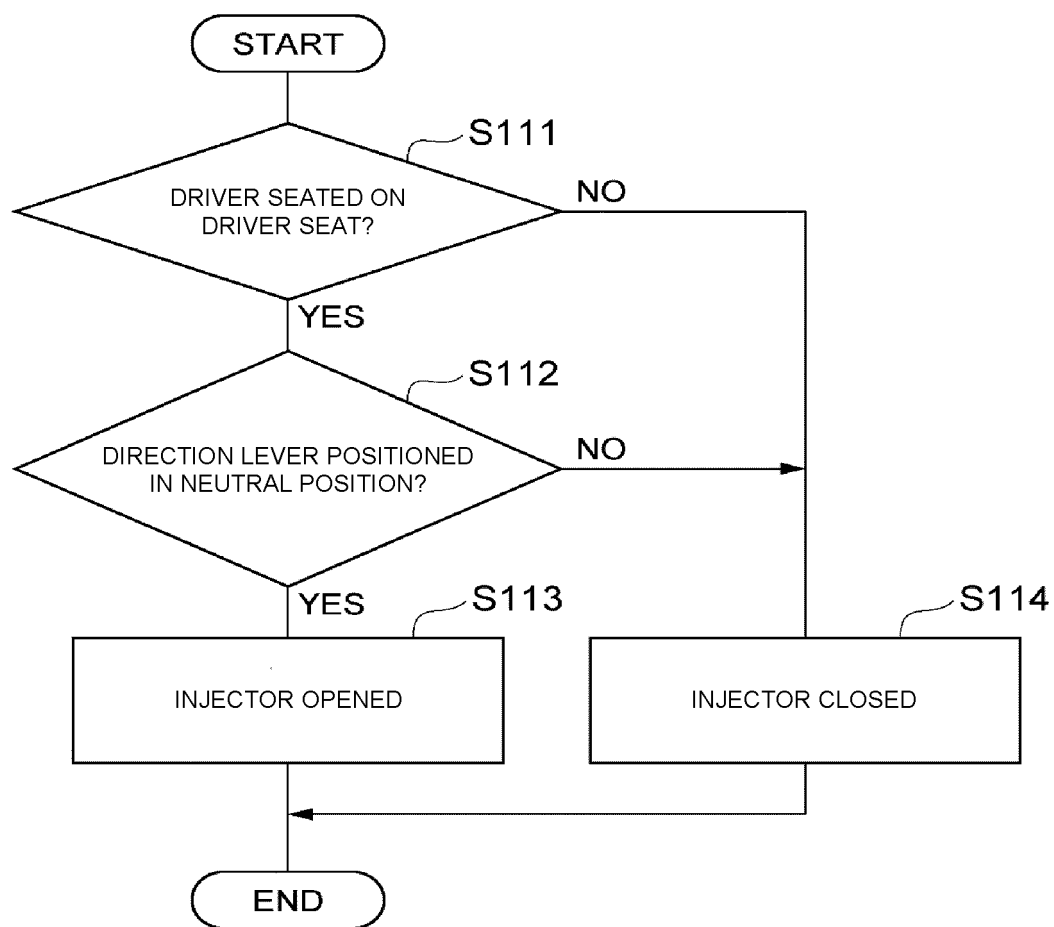 START
S111
DRIVER SEATED ON
DRIVER SEAT?
NO
YES
S112
DIRECTION LEVER POSITIONED
IN NEUTRAL POSITION?
NO
YES
S113
S114
INJECTOR OPENED
INJECTOR CLOSED
END